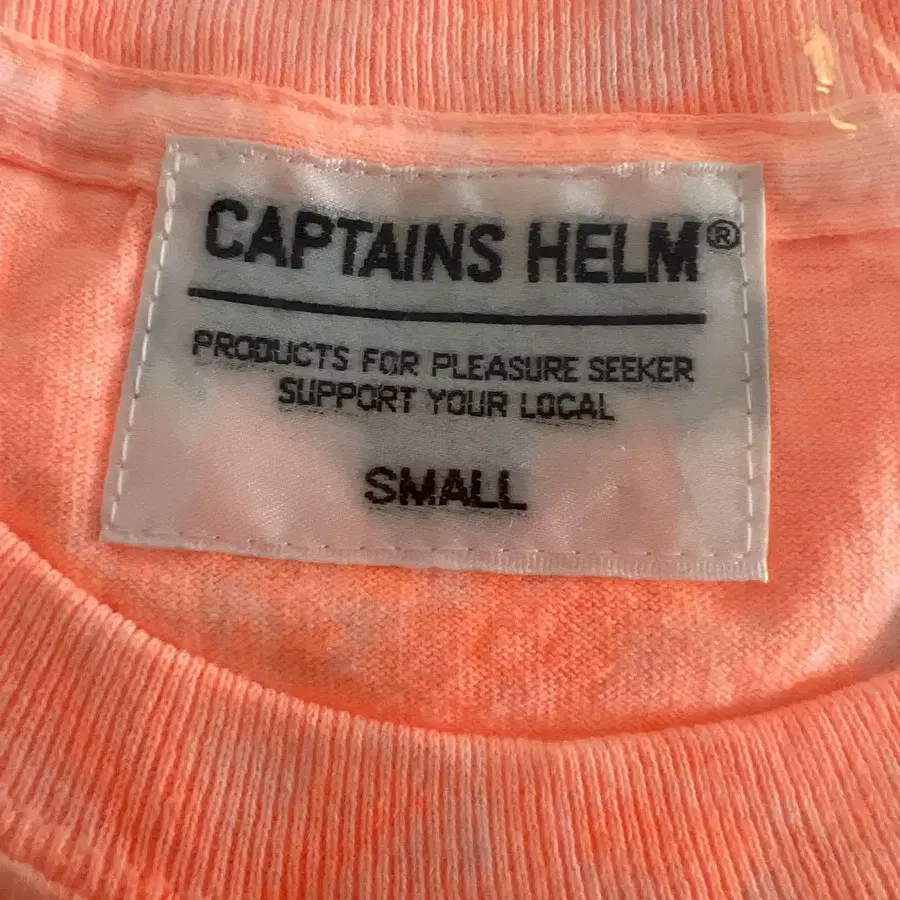 CAPTAINS HELM®
PRODUCTS FOR PLEASURE SEEKER
SUPPORT YOUR LOCAL
SMALL